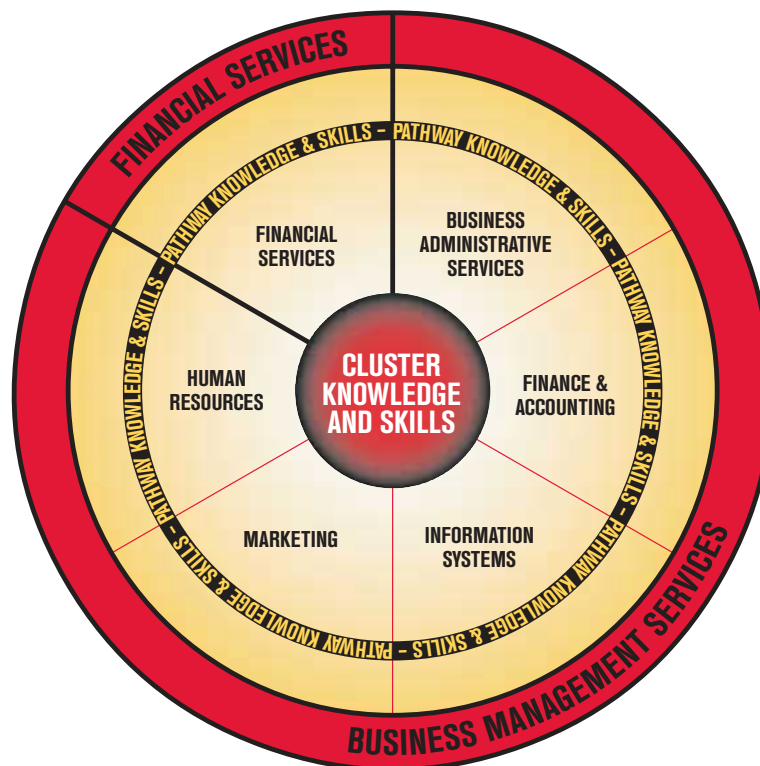 FINANCIAL SERVICES
PATHWAY KNOWLEDGE & SKILLS – PATHWAY KNOWLEDGE & SKILLS – PATHWAY KNOWLEDGE & SKILLS – PATHWAY KNOWLEDGE & SKILLS – PATHWAY KNOWLEDGE & SKILLS – PATHWAY KNOWLEDGE & SKILLS –
FINANCIAL
SERVICES
BUSINESS
ADMINISTRATIVE
SERVICES
HUMAN
RESOURCES
CLUSTER
KNOWLEDGE
AND SKILLS
FINANCE &
ACCOUNTING
MARKETING
INFORMATION
SYSTEMS
BUSINESS MANAGEMENT SERVICES